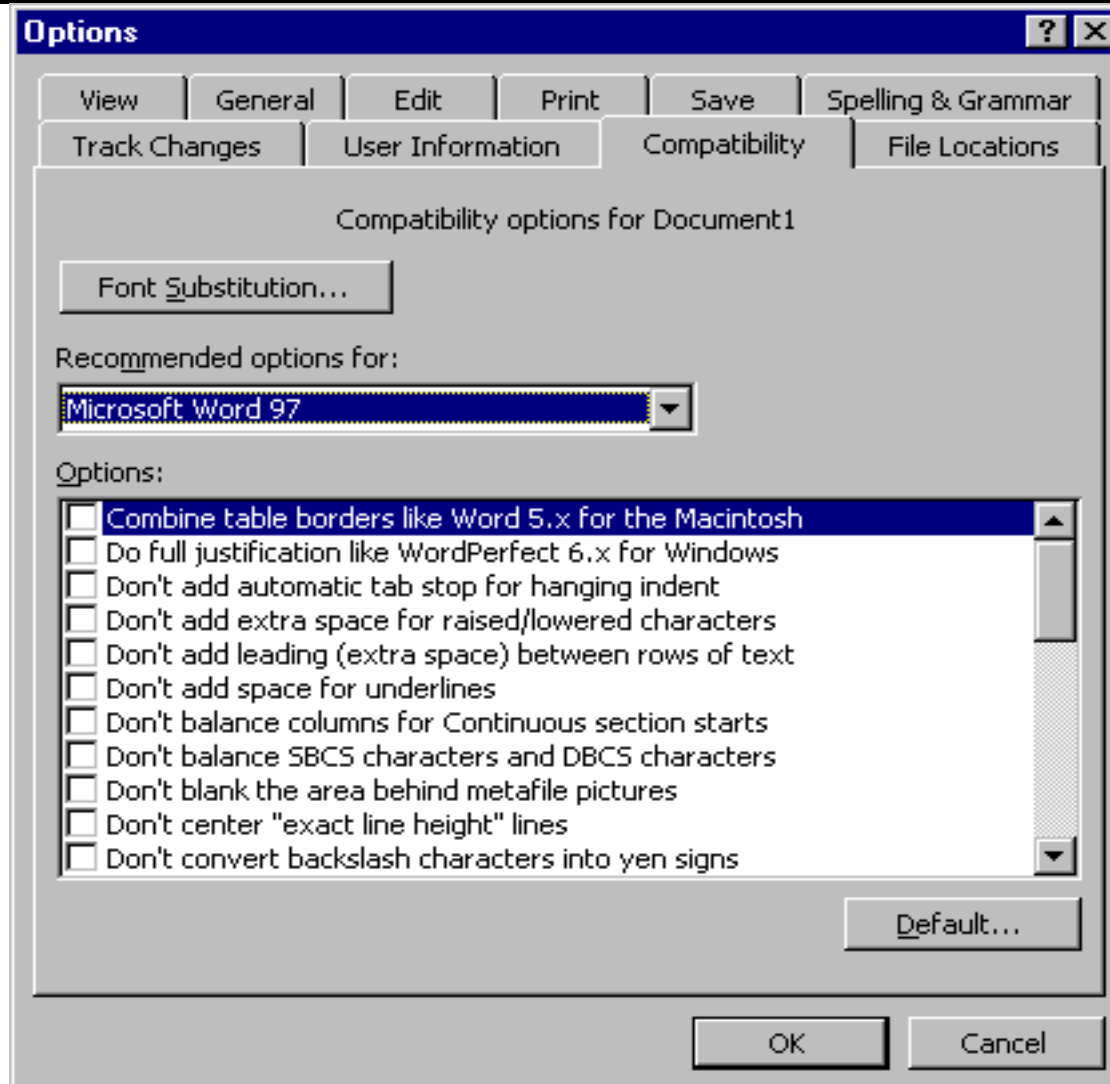 Options
View General Edit Print Save Spelling & Grammar
Track Changes User Information Compatibility File Locations
Compatibility options for Document1
Font Substitution...
Recommended options for:
Microsoft Word 97
Options:
Combine table borders like Word 5.x for the Macintosh
Do full justification like WordPerfect 6.x for Windows
Don't add automatic tab stop for hanging indent
Don't add extra space for raised/lowered characters
Don't add leading (extra space) between rows of text
Don't add space for underlines
Don't balance columns for Continuous section starts
Don't balance SBCS characters and DBCS characters
Don't blank the area behind metafile pictures
Don't center "exact line height" lines
Don't convert backslash characters into yen signs
Default...
OK Cancel